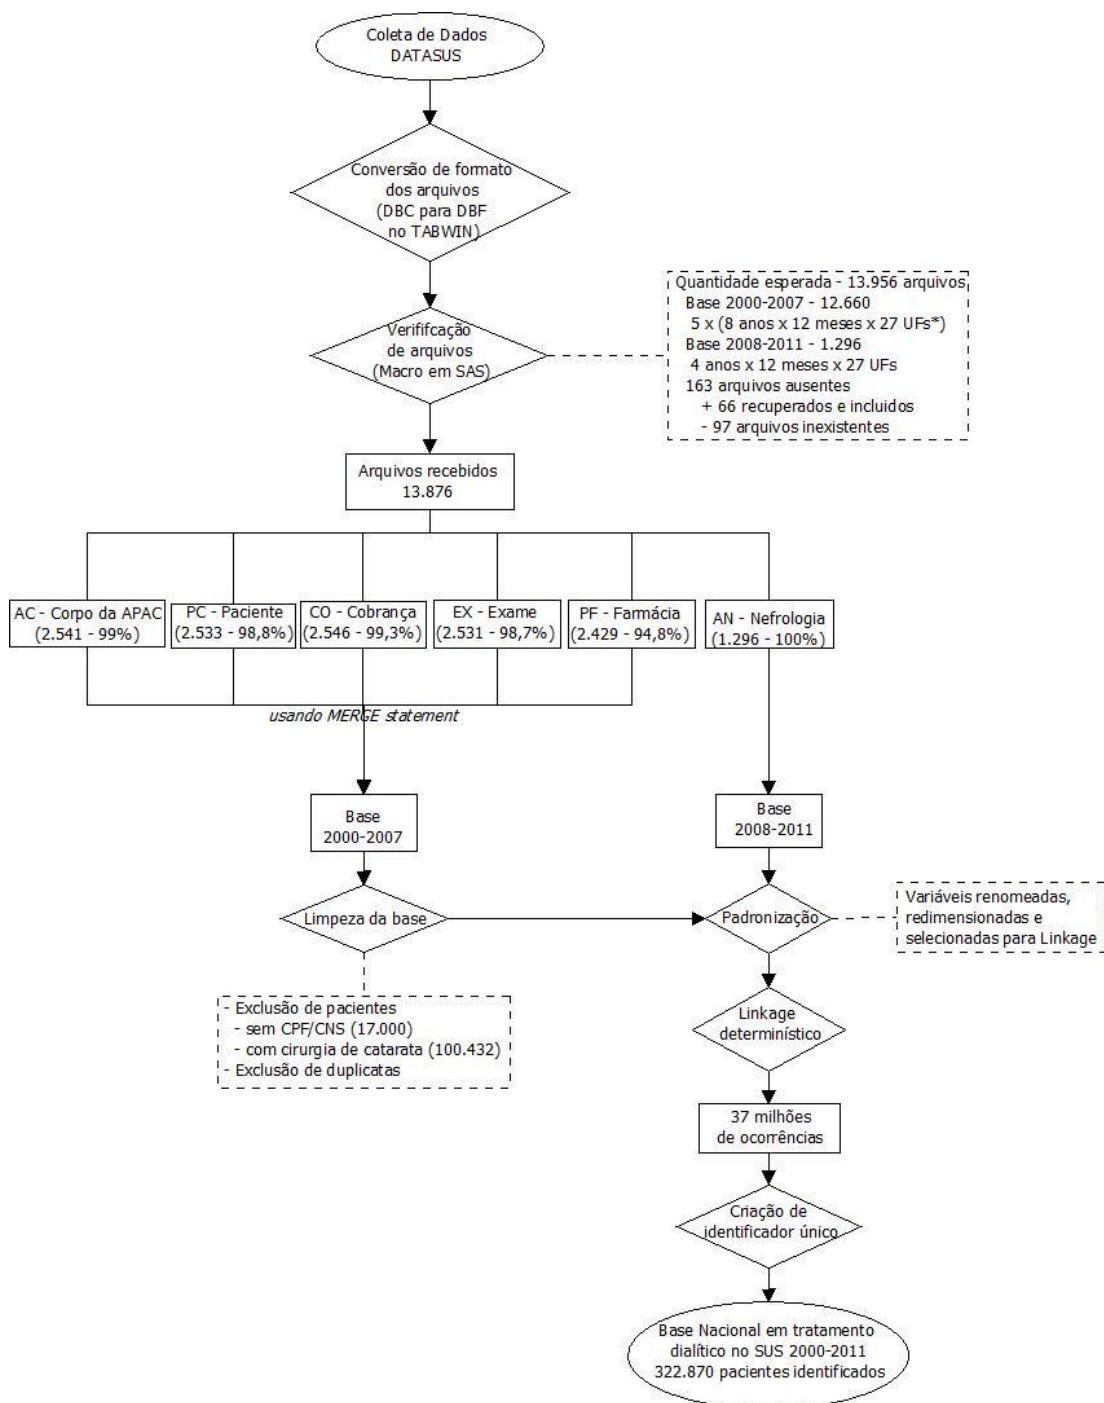 Coleta de Dados
DATASUS
Conversão de formato
dos arquivos
(DBC para DBF
no TABWIN)
Verififcação
de arquivos
(Macro em SAS)
Quantidade esperada - 13.956 arquivos
Base 2000-2007 - 12.660
5 x (8 anos x 12 meses x 27 UFs*)
Base 2008-2011 - 1.296
4 anos x 12 meses x 27 UFs
163 arquivos ausentes
+ 66 recuperados e incluidos
- 97 arquivos inexistentes
Arquivos recebidos
13.876
AC - Corpo da APAC
(2.541 - 99%)
PC - Paciente
(2.533 - 98,8%)
CO - Cobrança
(2.546 - 99,3%)
EX - Exame
(2.531 - 98,7%)
PF - Farmácia
(2.429 - 94,8%)
AN - Nefrologia
(1.296 - 100%)
usando MERGE statement
Base
2000-2007
Base
2008-2011
Limpeza da base
Padronização
Variáveis renomeadas,
redimensionadas e
selecionadas para Linkage
- Exclusão de pacientes
- sem CPF/CNS (17.000)
- com cirurgia de catarata (100.432)
- Exclusão de duplicatas
Linkage
determinístico
37 milhões
de ocorrências
Criação de
identificador único
Base Nacional em tratamento
dialítico no SUS 2000-2011
322.870 pacientes identificados